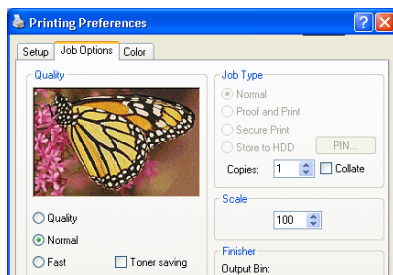 Printing Preferences
Setup Job Options Color
Quality
Quality
Normal
Fast Toner saving
Job Type
Normal
Proof and Print
Secure Print
Store to HDD PIN...
Copies: 1 Collate
Scale
100
Finisher
Output Bin: